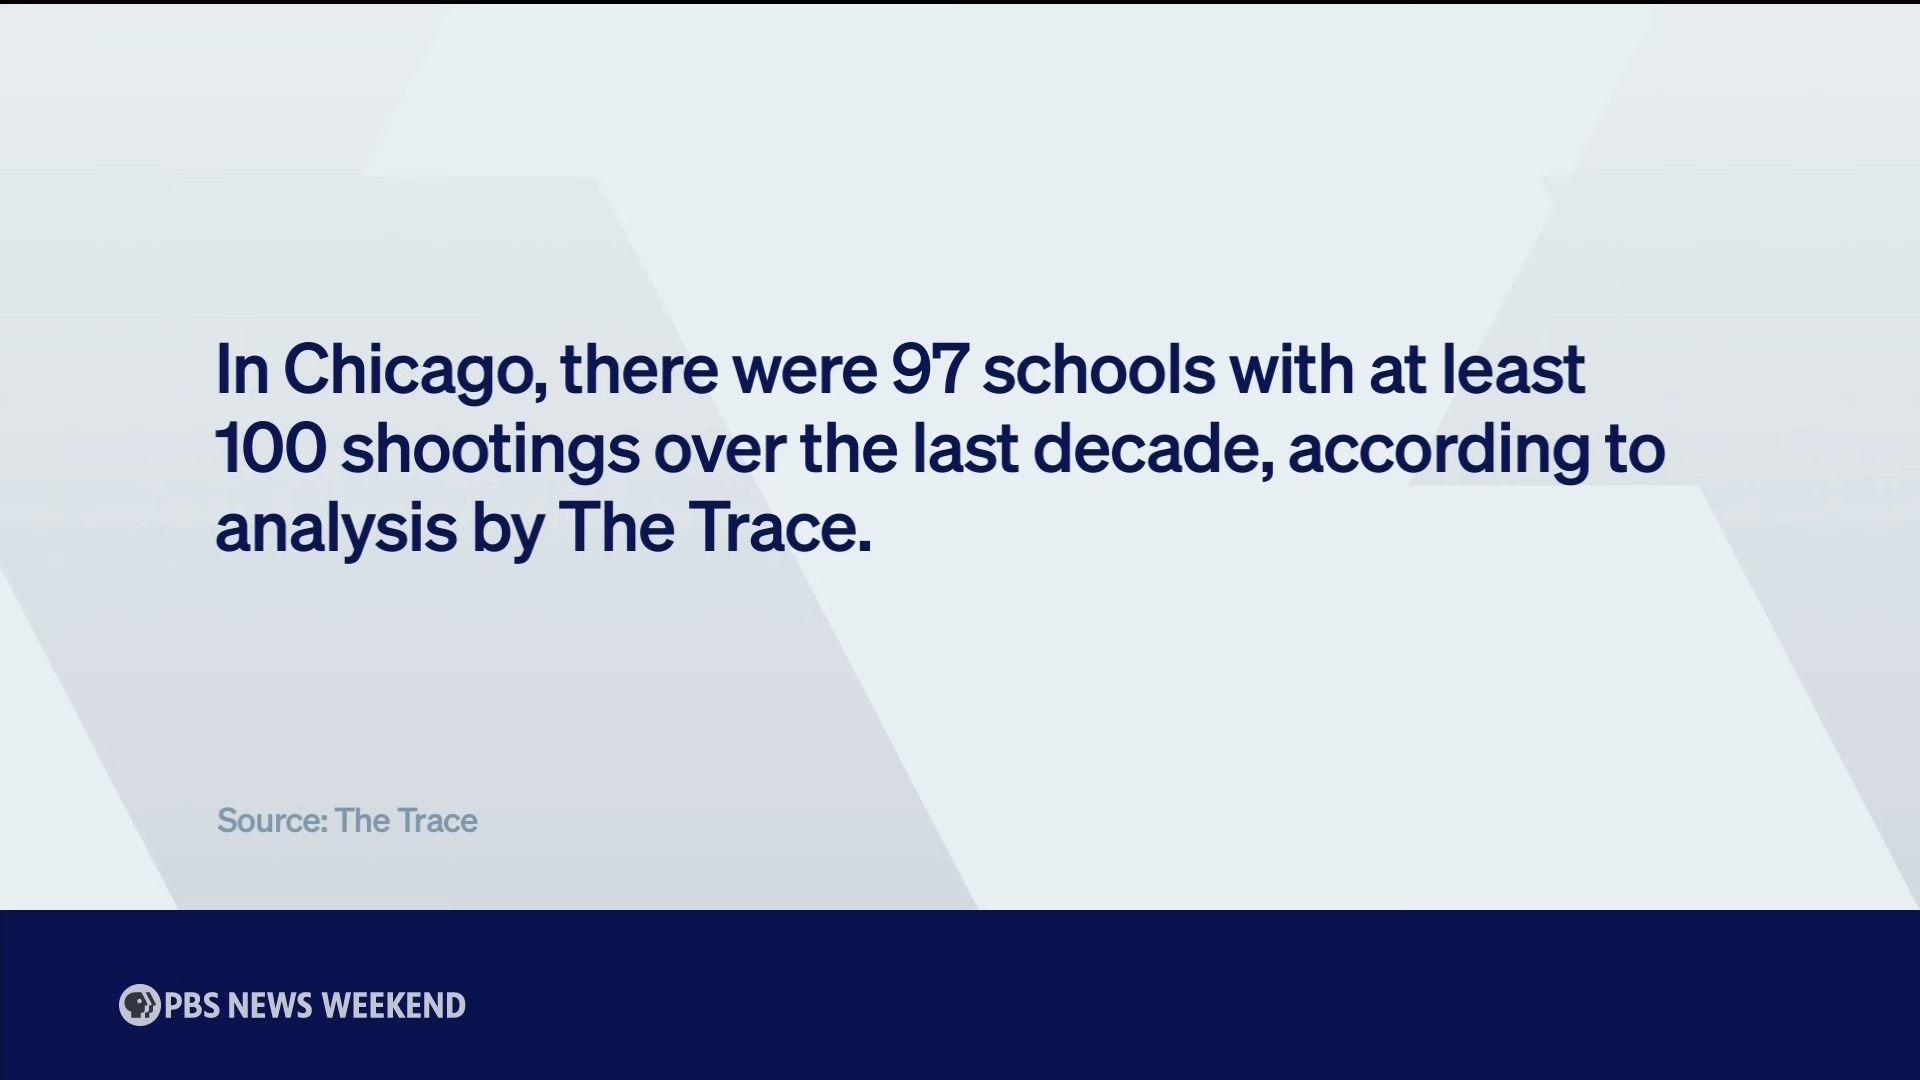 In Chicago, there were 97 schools with at least
100 shootings over the last decade, according to
analysis by The Trace.
Source: The Trace
PBS NEWS WEEKEND